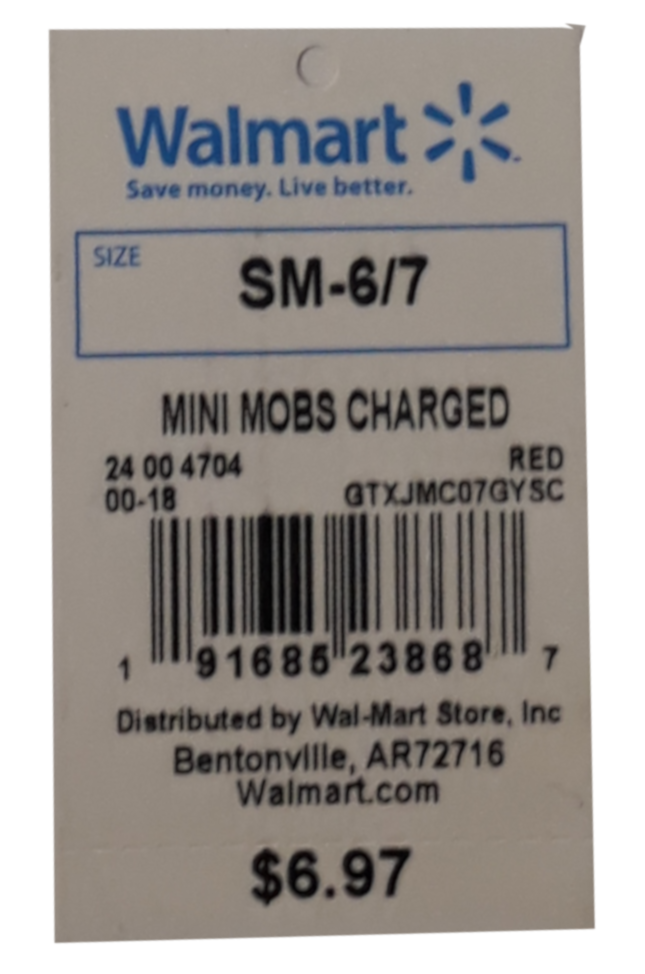 Walmart
Save money. Live better.
SIZE
SM-6/7
MINI MOBS CHARGED
24 00 4704 RED
00-18 GTXJMC07GYSC
1 91685 23868 7
Distributed by Wal-Mart Store, Inc
Bentonville, AR72716
Walmart.com
$6.97